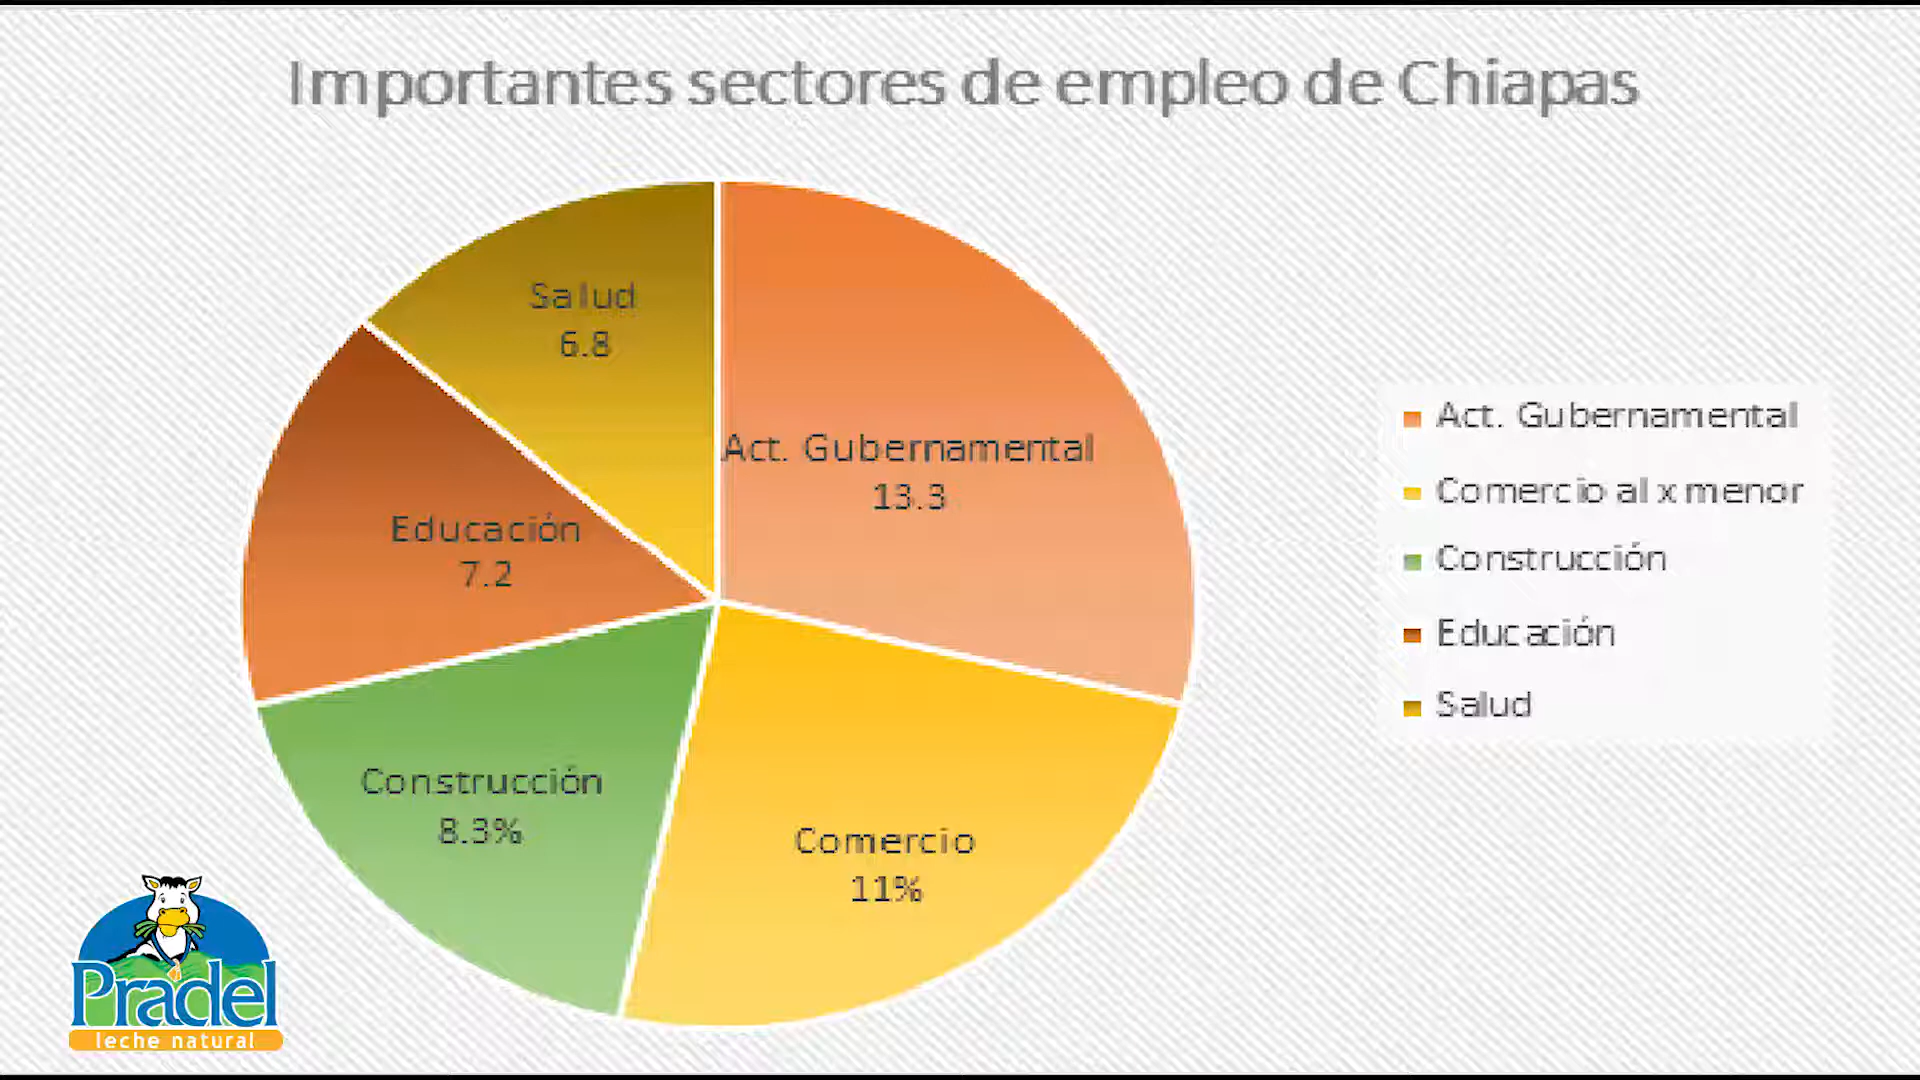 Importantes sectores de empleo de Chiapas
Salud
6.8
Act. Gubernamental
13.3
Educación
7.2
Construcción
8.3%
Comercio
11%
Act. Gubernamental
Comercio al x menor
Construcción
Educación
Salud
Pradel
leche natural